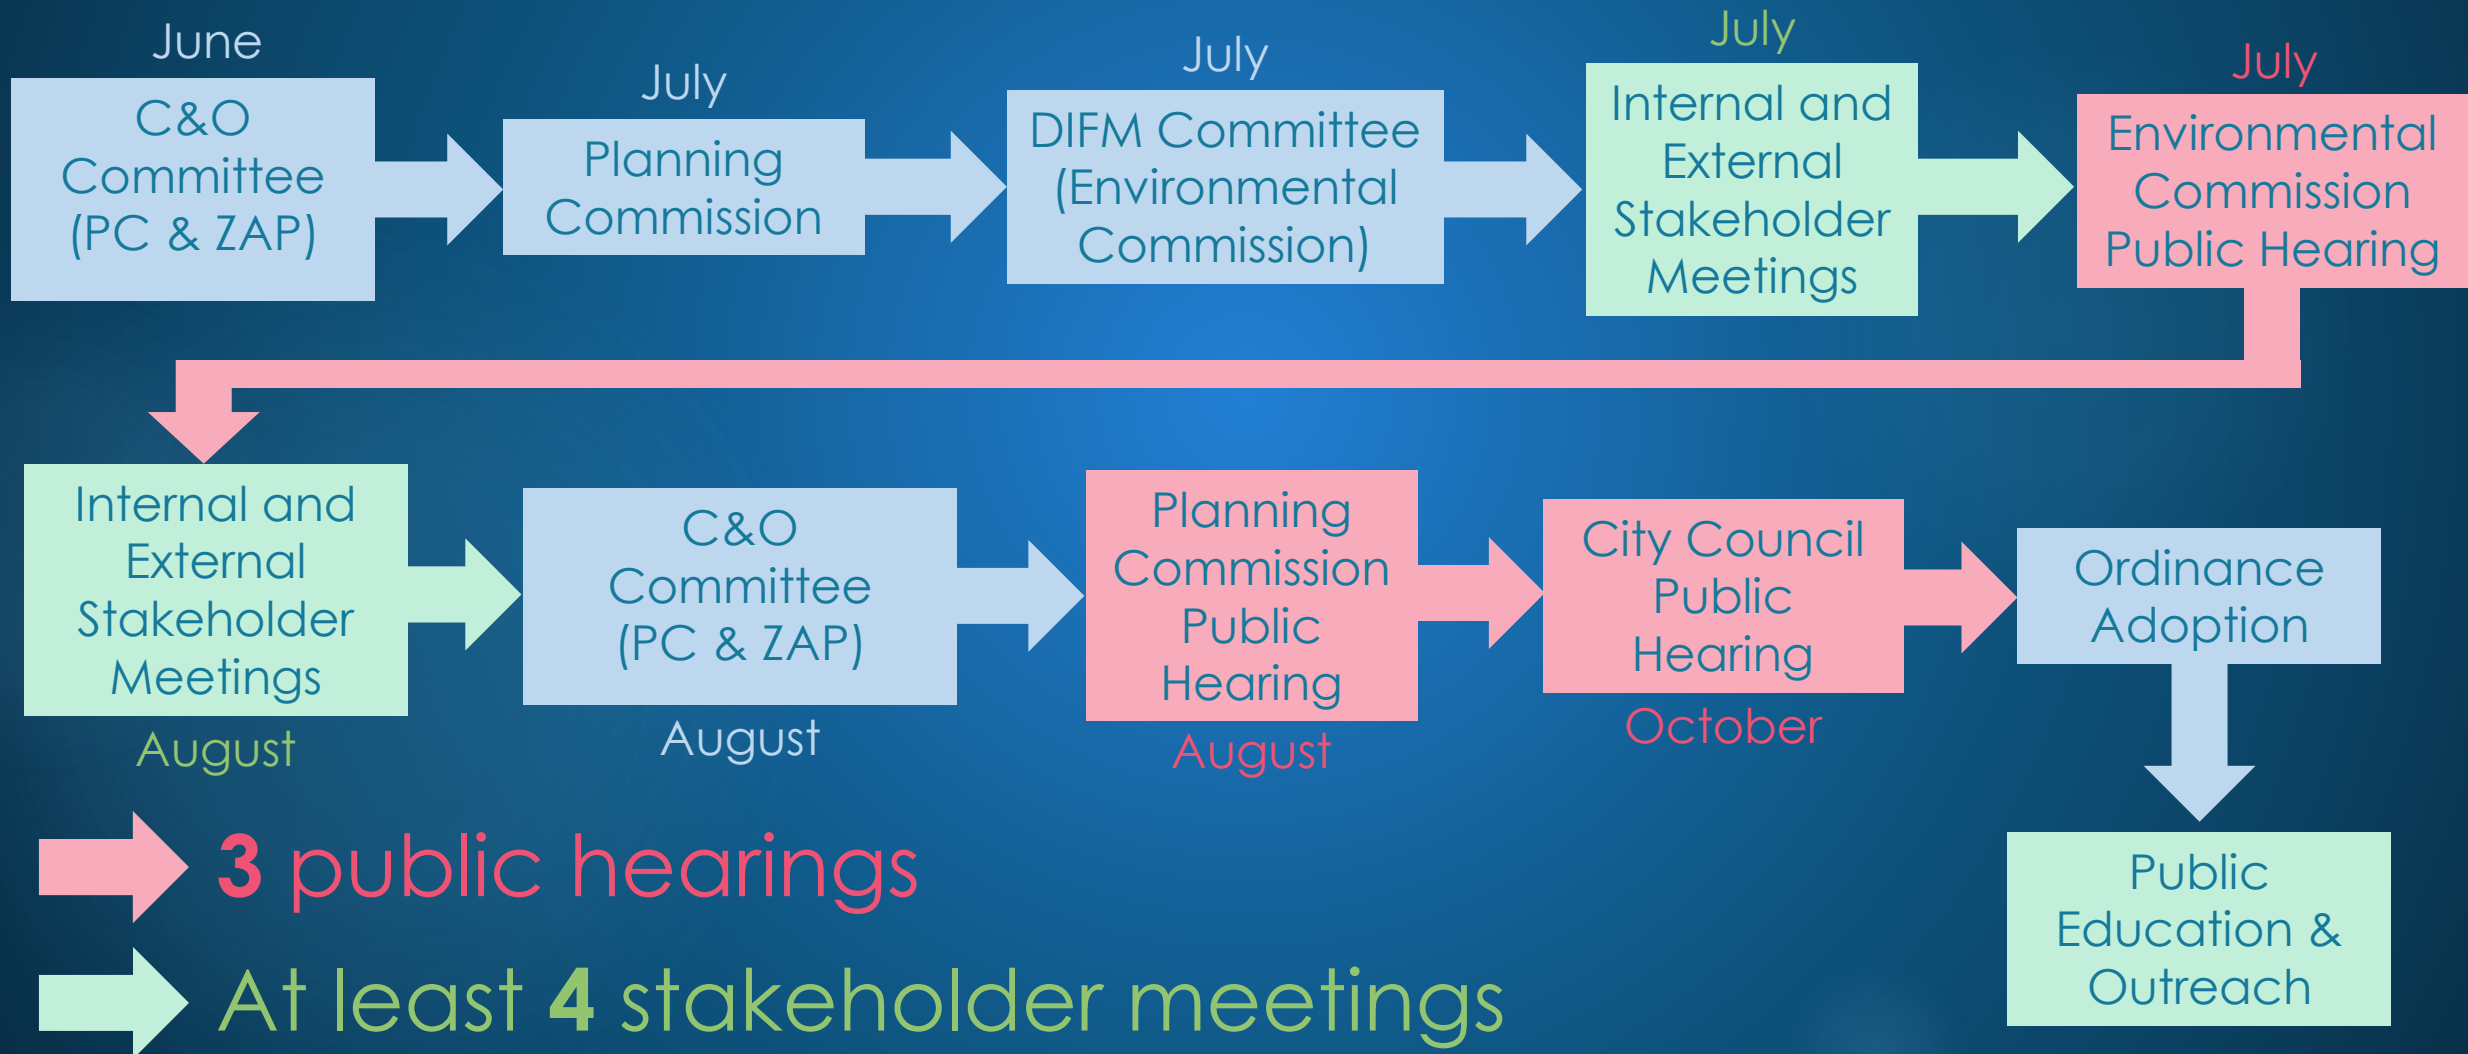 June
C&O
Committee
(PC & ZAP)
July
Planning
Commission
July
DIFM Committee
(Environmental
Commission)
July
Internal and
External
Stakeholder
Meetings
July
Environmental
Commission
Public Hearing
Internal and
External
Stakeholder
Meetings
August
C&O
Committee
(PC & ZAP)
August
Planning
Commission
Public
Hearing
August
City Council
Public
Hearing
October
Ordinance
Adoption
Public
Education &
Outreach
3 public hearings
At least 4 stakeholder meetings